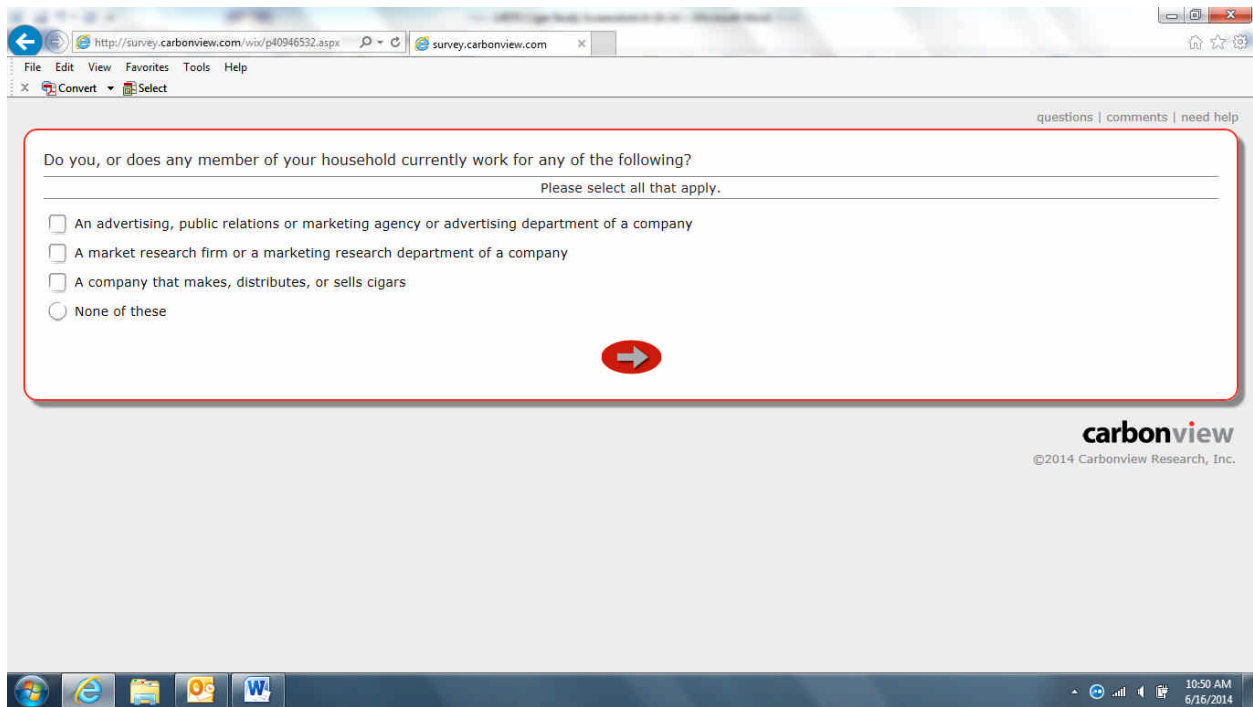 http://survey.carbonview.com/wix/p40946532.aspx
survey.carbonview.com
File Edit View Favorites Tools Help
Convert Select
questions | comments | need help
Do you, or does any member of your household currently work for any of the following?
Please select all that apply.
An advertising, public relations or marketing agency or advertising department of a company
A market research firm or a marketing research department of a company
A company that makes, distributes, or sells cigars
None of these
carbonview
©2014 Carbonview Research, Inc.
10:50 AM
6/16/2014